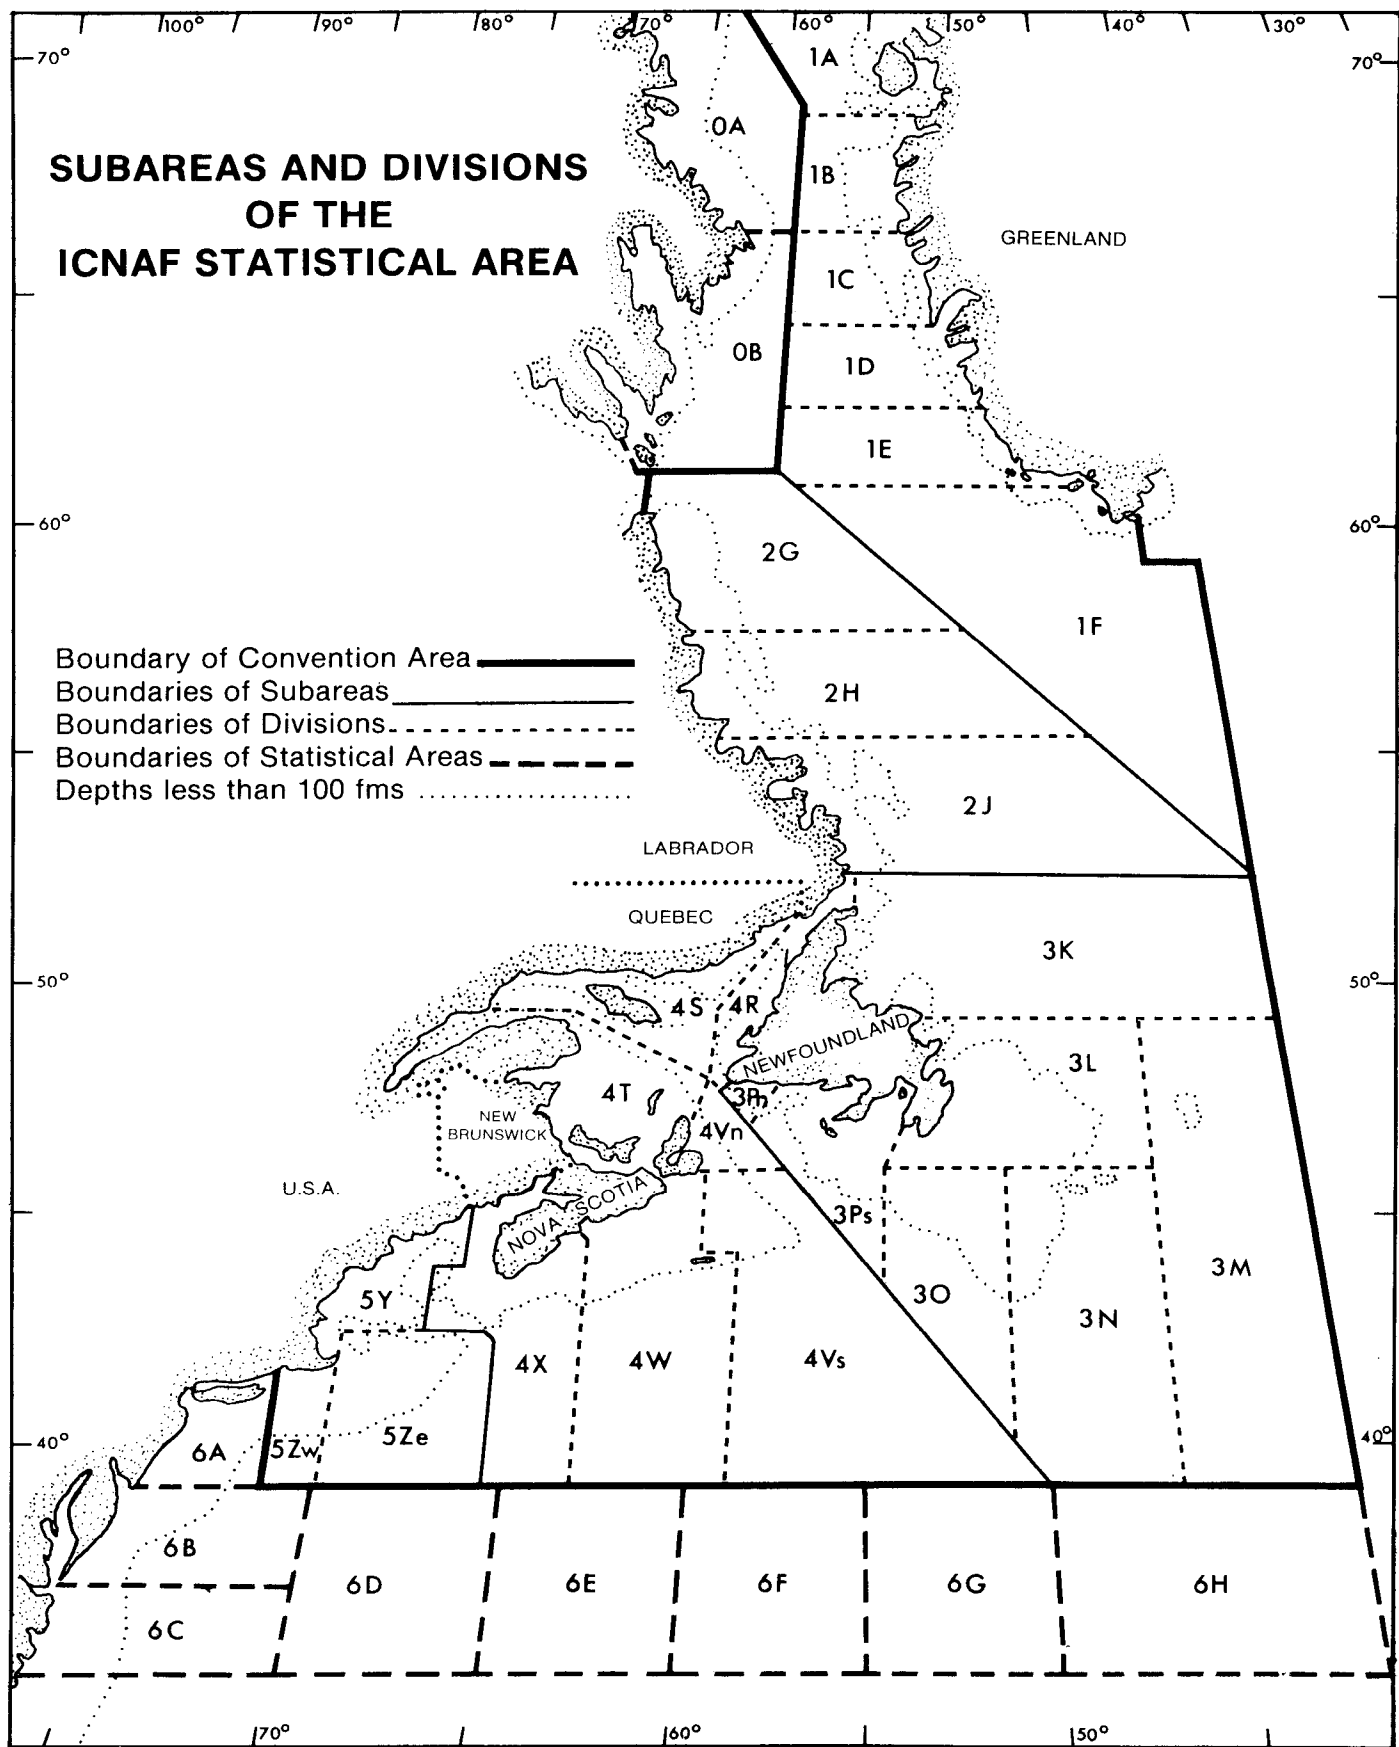 100° 90° 80° 70° 60° 50° 40° 30°
70° 70°
1A
0A
SUBAREAS AND DIVISIONS
OF THE
ICNAF STATISTICAL AREA
1B
GREENLAND
1C
0B
1D
1E
60° 60°
2G
1F
Boundary of Convention Area
Boundaries of Subareas
Boundaries of Divisions
Boundaries of Statistical Areas
Depths less than 100 fms
2H
2J
LABRADOR
QUEBEC
3K
50° 50°
4S 4R
NEWFOUNDLAND
3L
4T
3Pn
NEW
BRUNSWICK
4Vn
U.S.A.
NOVA SCOTIA
3Ps
3M
5Y
3O
3N
4X 4W 4Vs
40° 40°
6A 5Zw 5Ze
6B
6D 6E 6F 6G 6H
6C
70° 60° 50°